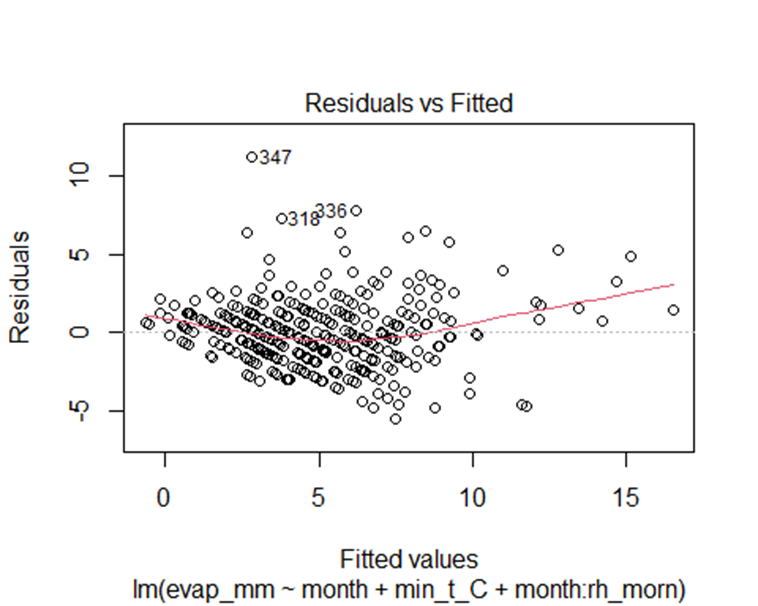 Residuals vs Fitted
Residuals
10
5
0
-5
347
336
318
0 5 10 15
Fitted values
lm(evap_mm ~ month + min_t_C + month:rh_morn)